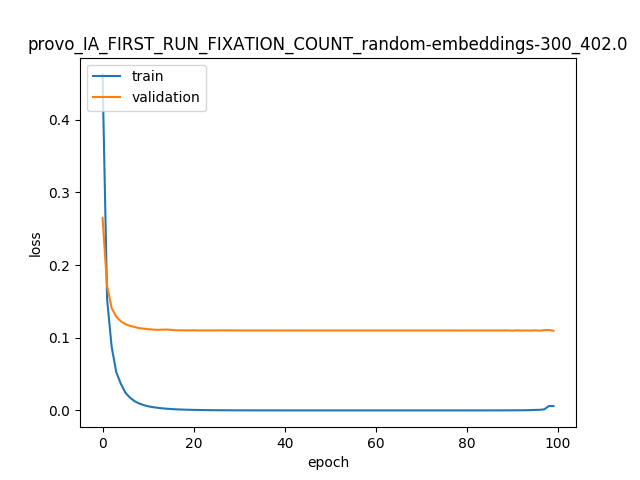 provo_IA_FIRST_RUN_FIXATION_COUNT_random-embeddings-300_402.0
train
validation
loss
0.4
0.3
0.2
0.1
0.0
0 20 40 60 80 100
epoch